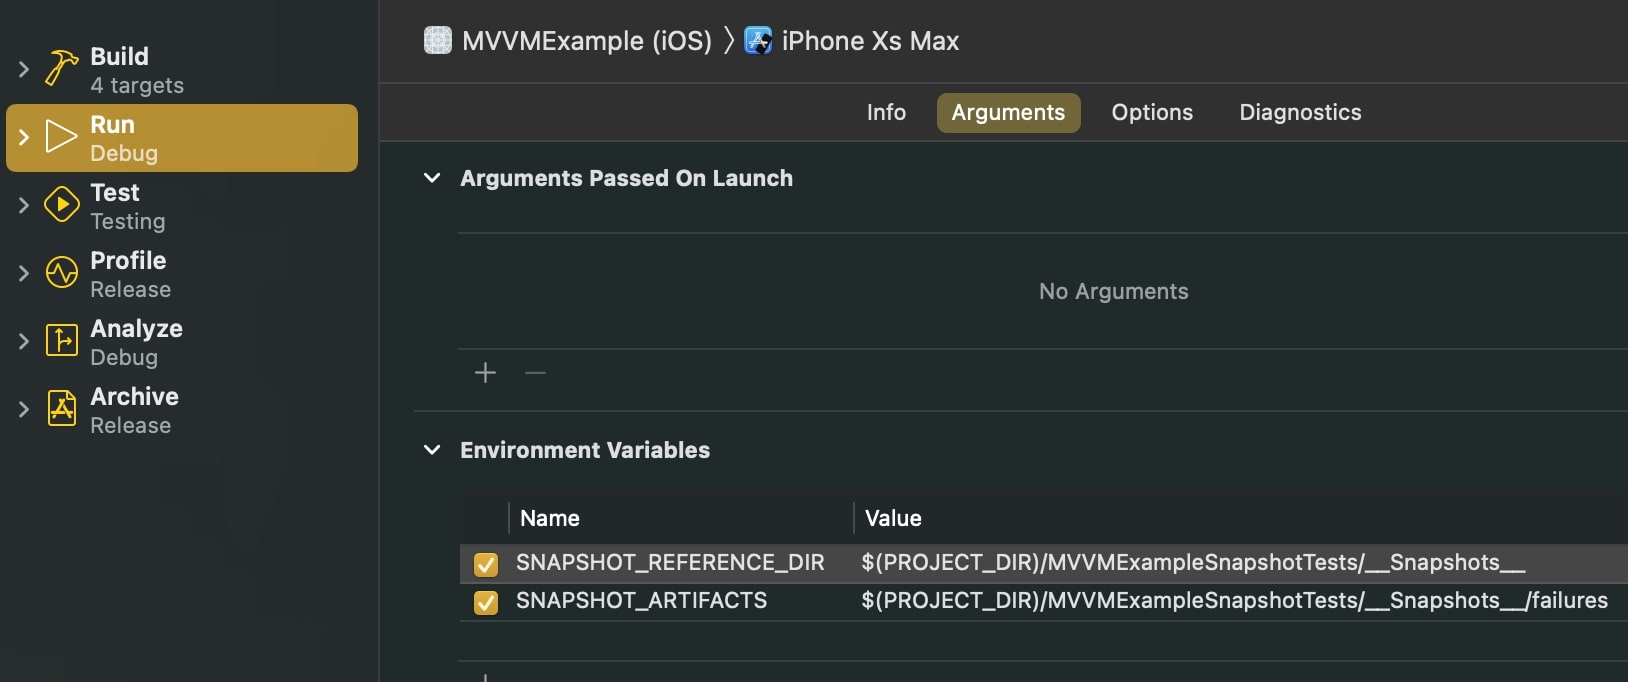 Build
4 targets
Run
Debug
Test
Testing
Profile
Release
Analyze
Debug
Archive
Release
MVVMExample (iOS) 〉 iPhone Xs Max
Info Arguments Options Diagnostics
Arguments Passed On Launch
No Arguments
Environment Variables
Name Value
SNAPSHOT_REFERENCE_DIR $(PROJECT_DIR)/MVVMExampleSnapshotTests/__Snapshots__
SNAPSHOT_ARTIFACTS $(PROJECT_DIR)/MVVMExampleSnapshotTests/__Snapshots__/failures